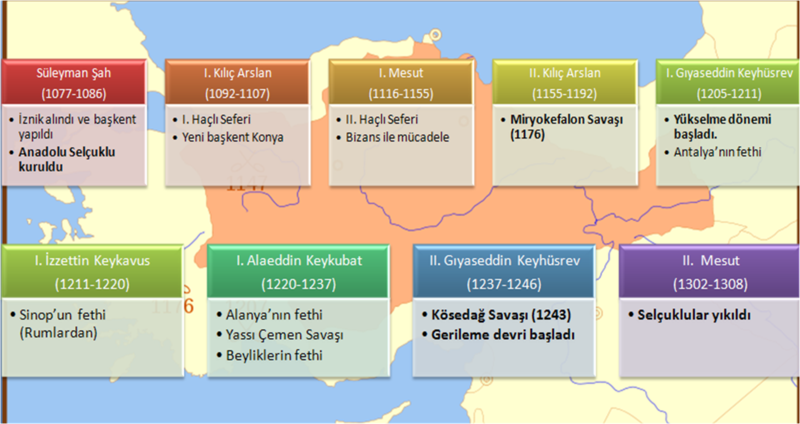 Süleyman Şah
(1077-1086)
• İznik alındı ve başkent
yapıldı
• Anadolu Selçuklu
kuruldu
I. Kılıç Arslan
(1092-1107)
• I. Haçlı Seferi
• Yeni başkent Konya
I. Mesut
(1116-1155)
• II. Haçlı Seferi
• Bizans ile mücadele
II. Kılıç Arslan
(1155-1192)
• Miryokefalon Savaşı
(1176)
I. Gıyaseddin Keyhüsrev
(1205-1211)
• Yükselme dönemi
başladı.
• Antalya'nın fethi
1147
I. İzzettin Keykavus
(1211-1220)
• Sinop'un fethi
(Rumlardan)
I. Alaeddin Keykubat
(1220-1237)
• Alanya'nın fethi
• Yassı Çemen Savaşı
• Beyliklerin fethi
II. Gıyaseddin Keyhüsrev
(1237-1246)
• Kösedağ Savaşı (1243)
• Gerileme devri başladı
II. Mesut
(1302-1308)
• Selçuklular yıkıldı
1176
1207